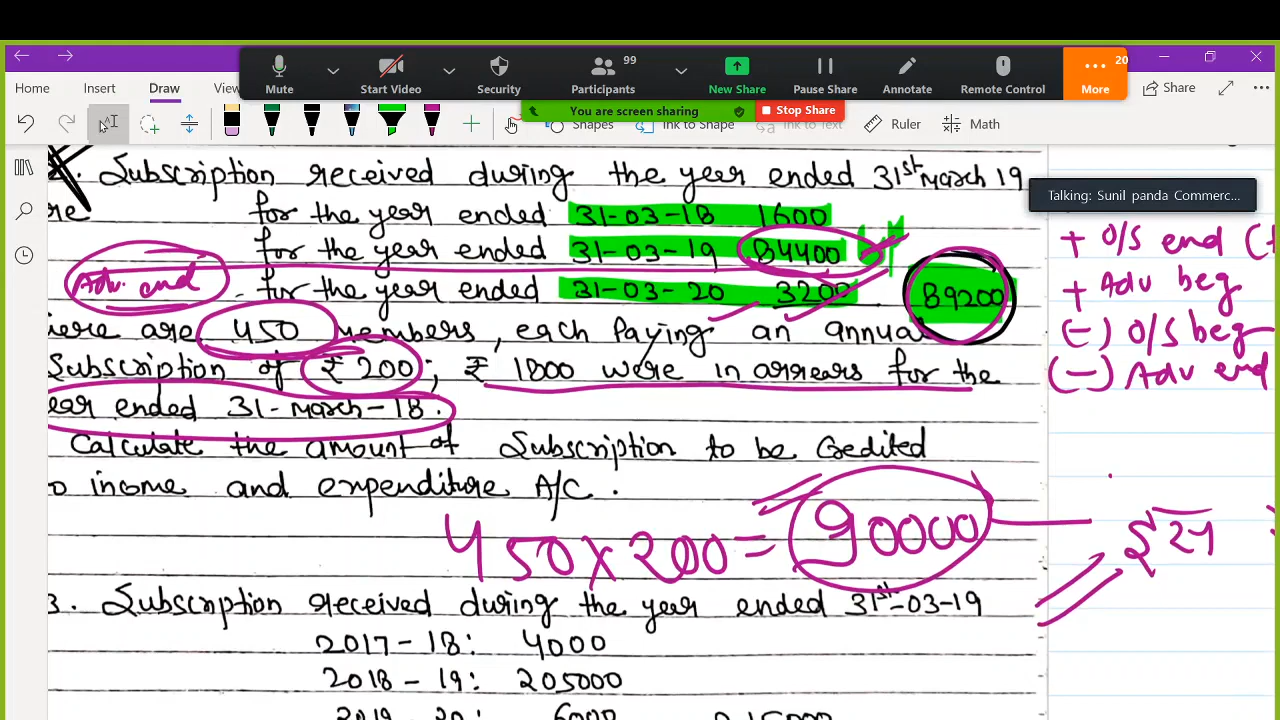 99
20
Mute
Start Video
Security
Participants
New Share
Pause Share
Annotate
Remote Control
More
You are screen sharing
Stop Share
Home
Insert
Draw
View
Share
Shapes
Ink to Shape
Ink to Text
Ruler
Math
Talking: Sunil panda Commerc...
. Subscription received during the year ended 31st March 19
re for the year ended 31-03-18 1600
for the year ended 31-03-19 84400
Adv. end - for the year ended 31-03-20 3200 89200
here are 450 members, each Paying an annual
Subscription of ₹ 200 ; ₹ 1800 were in arrears for the
ear ended 31-March-18.
Calculate the amount of Subscription to be Credited
o income and expenditure A/C.
450 x 200 = 90000
3. Subscription received during the year ended 31st-03-19
2017-18: 4000
2018-19: 205000
2019-20: 6000
+ O/S end (
+ Adv beg
(-) O/S beg
(-) Adv end